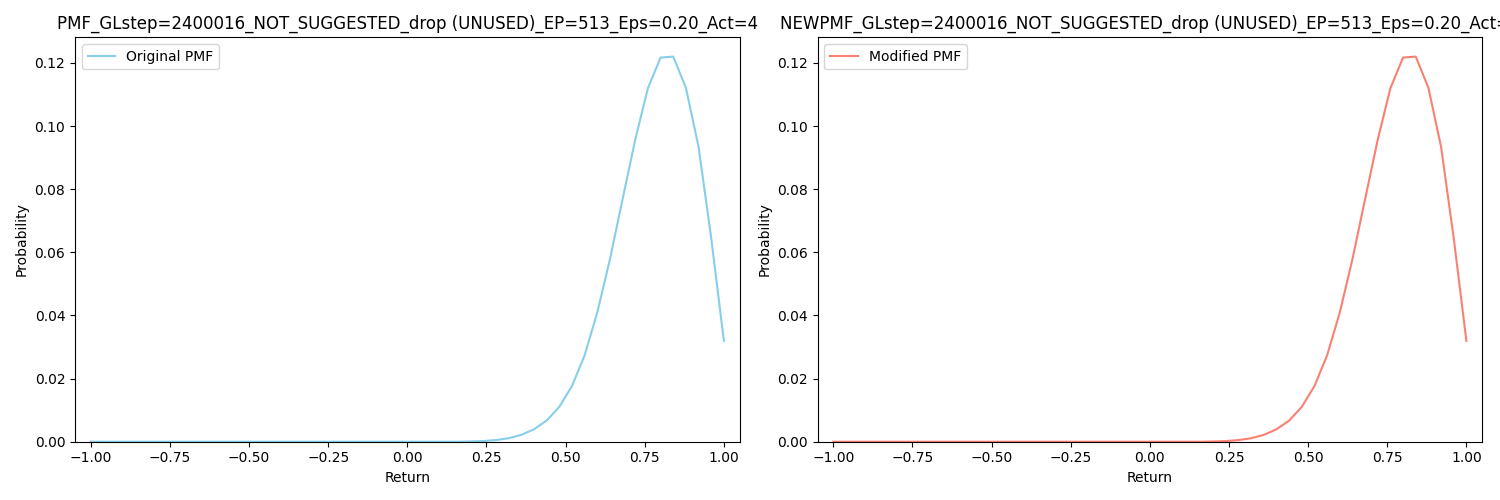 PMF_GLstep=2400016_NOT_SUGGESTED_drop (UNUSED)_EP=513_Eps=0.20_Act=4
Original PMF
0.12
0.10
0.08
0.06
0.04
0.02
0.00
Probability
−1.00 −0.75 −0.50 −0.25 0.00 0.25 0.50 0.75 1.00
Return
NEWPMF_GLstep=2400016_NOT_SUGGESTED_drop (UNUSED)_EP=513_Eps=0.20_Act=
Modified PMF
0.12
0.10
0.08
0.06
0.04
0.02
0.00
Probability
−1.00 −0.75 −0.50 −0.25 0.00 0.25 0.50 0.75 1.00
Return